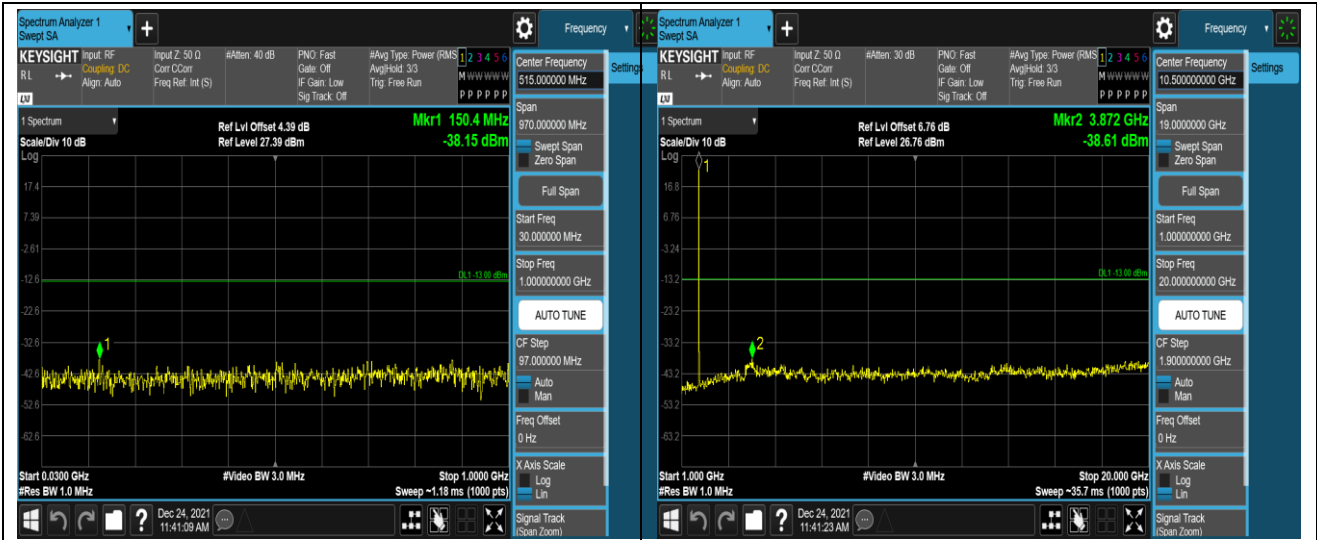 Spectrum Analyzer 1
Swept SA
+
Frequency
KEYSIGHT
Input: RF
Coupling: DC
Align: Auto
Input Z: 50 Ω
Corr CCorr
Freq Ref: Int (S)
#Atten: 40 dB
PNO: Fast
Gate: Off
IF Gain: Low
Sig Track: Off
#Avg Type: Power (RMS
Avg|Hold: 3/3
Trig: Free Run
1 2 3 4 5 6
M W W W W W
P P P P P P
RL
LXI
Center Frequency
515.000000 MHz
Settings
1 Spectrum
Ref Lvl Offset 4.39 dB
Mkr1 150.4 MHz
Scale/Div 10 dB
Ref Level 27.39 dBm
-38.15 dBm
Log
17.4
7.39
-2.61
-12.6
-22.6
-32.6
-42.6
-52.6
-62.6
DL1 -13.00 dBm
1
Start 0.0300 GHz
#Video BW 3.0 MHz
Stop 1.0000 GHz
#Res BW 1.0 MHz
Sweep ~1.18 ms (1000 pts)
Span
970.000000 MHz
Swept Span
Zero Span
Full Span
Start Freq
30.000000 MHz
Stop Freq
1.000000000 GHz
AUTO TUNE
CF Step
97.000000 MHz
Auto
Man
Freq Offset
0 Hz
X Axis Scale
Log
Lin
Signal Track
(Span Zoom)
?
Dec 24, 2021
11:41:09 AM
Spectrum Analyzer 1
Swept SA
+
Frequency
KEYSIGHT
Input: RF
Coupling: DC
Align: Auto
Input Z: 50 Ω
Corr CCorr
Freq Ref: Int (S)
#Atten: 30 dB
PNO: Fast
Gate: Off
IF Gain: Low
Sig Track: Off
#Avg Type: Power (RMS
Avg|Hold: 3/3
Trig: Free Run
1 2 3 4 5 6
M W W W W W
P P P P P P
RL
LXI
Center Frequency
10.500000000 GHz
Settings
1 Spectrum
Ref Lvl Offset 6.76 dB
Mkr2 3.872 GHz
Scale/Div 10 dB
Ref Level 26.76 dBm
-38.61 dBm
Log
16.8
6.76
-3.24
-13.2
-23.2
-33.2
-43.2
-53.2
-63.2
DL1 -13.00 dBm
1
2
Start 1.000 GHz
#Video BW 3.0 MHz
Stop 20.000 GHz
#Res BW 1.0 MHz
Sweep ~35.7 ms (1000 pts)
Span
19.0000000 GHz
Swept Span
Zero Span
Full Span
Start Freq
1.000000000 GHz
Stop Freq
20.000000000 GHz
AUTO TUNE
CF Step
1.900000000 GHz
Auto
Man
Freq Offset
0 Hz
X Axis Scale
Log
Lin
Signal Track
(Span Zoom)
?
Dec 24, 2021
11:41:23 AM